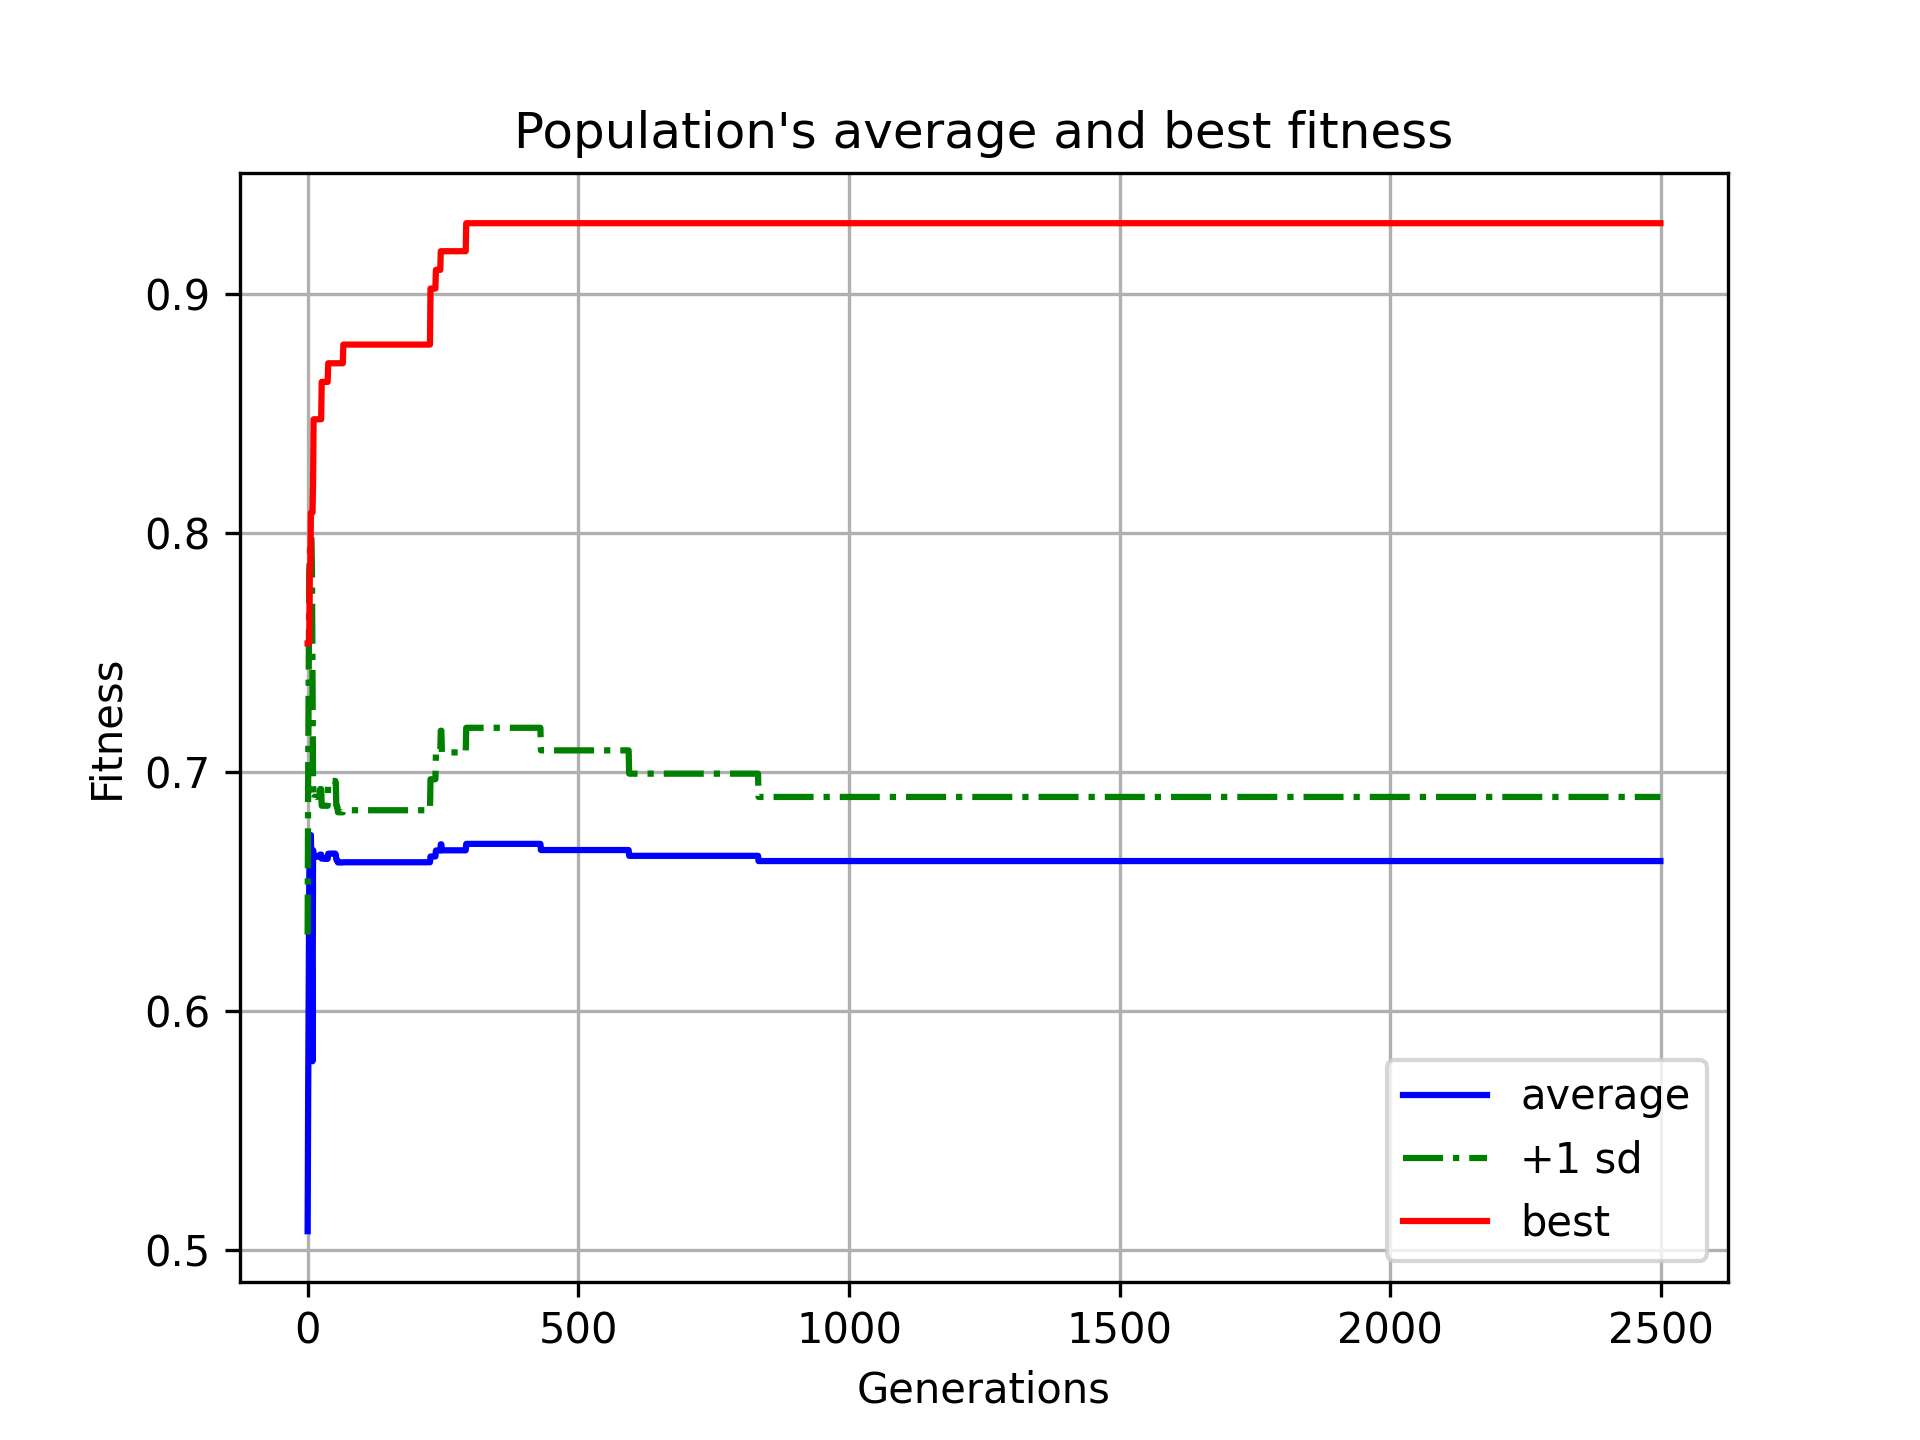 Population's average and best fitness
Fitness
0.9
0.8
0.7
0.6
0.5
0
500
1000
1500
2000
2500
Generations
average
+1 sd
best